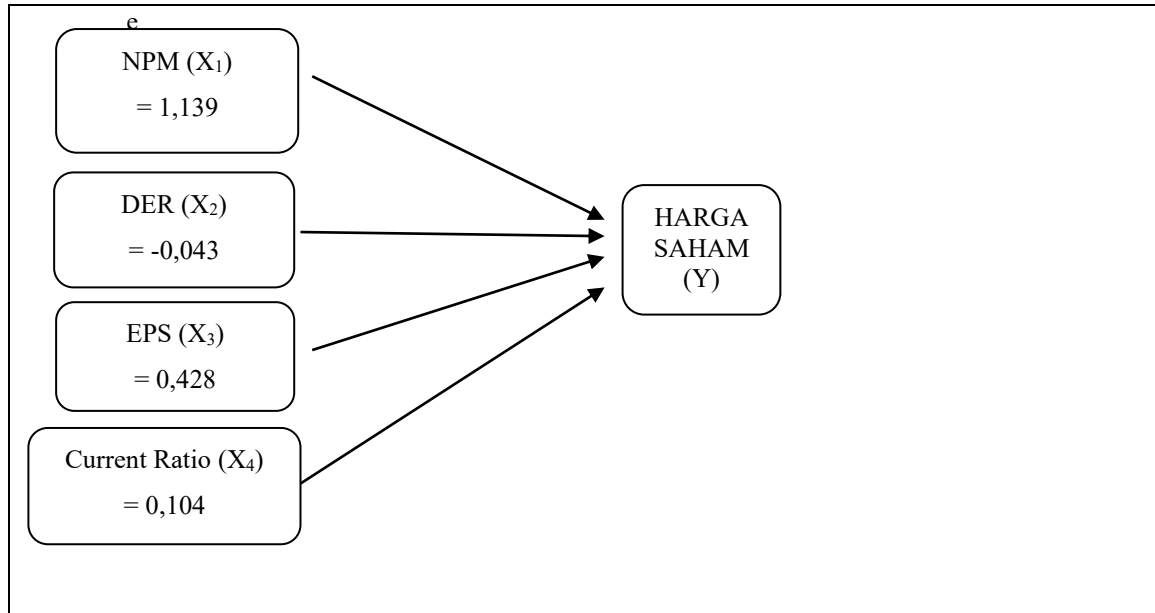 e
NPM (X₁)
= 1,139
DER (X₂)
= -0,043
EPS (X₃)
= 0,428
Current Ratio (X₄)
= 0,104
HARGA
SAHAM
(Y)